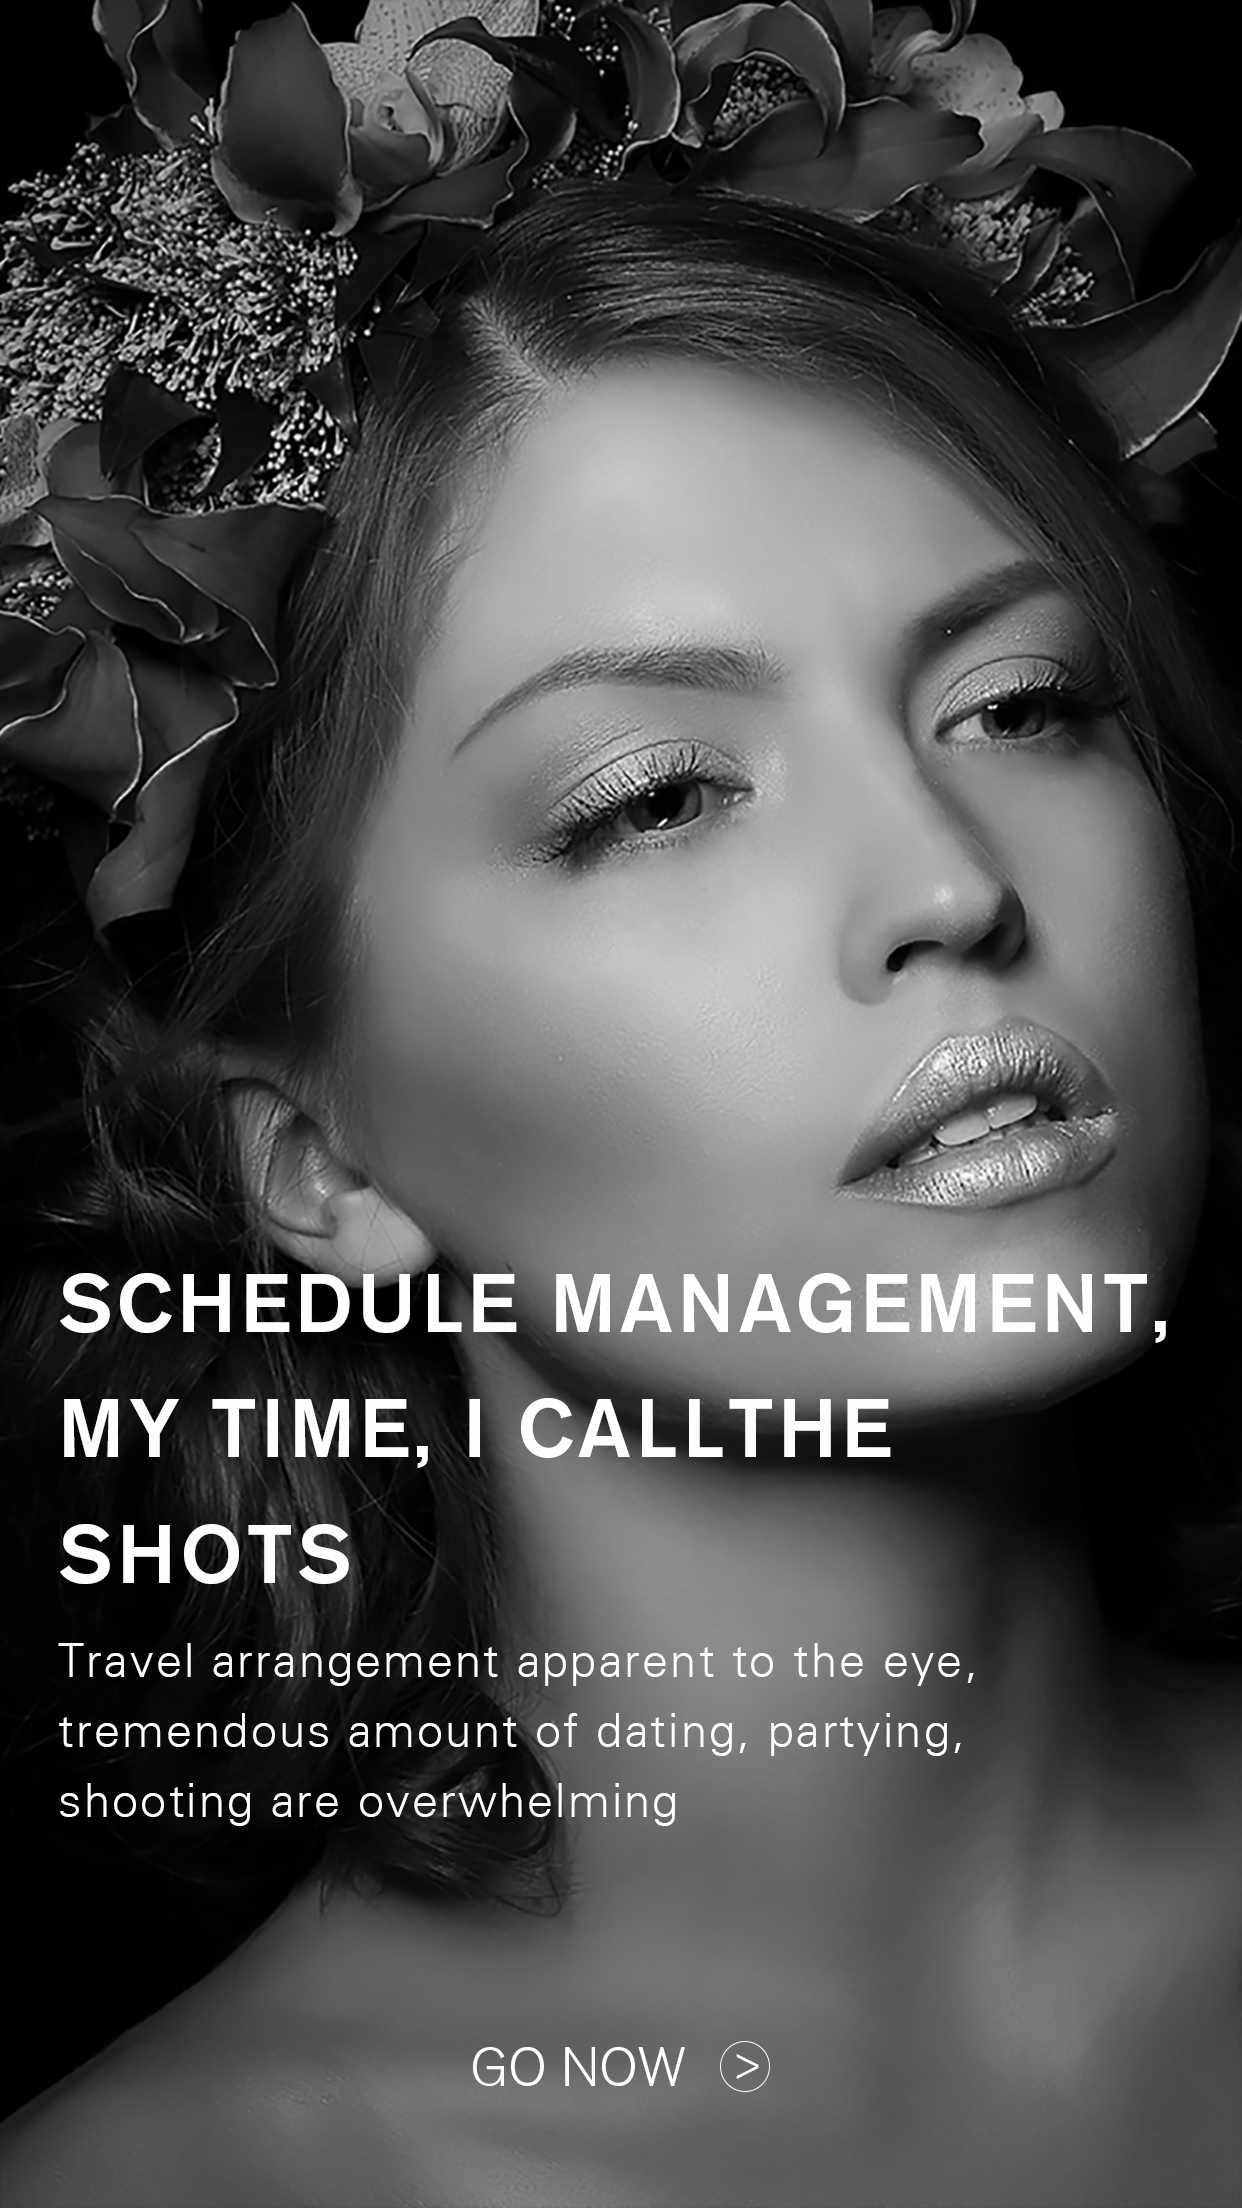 SCHEDULE MANAGEMENT,
MY TIME, I CALLTHE
SHOTS
Travel arrangement apparent to the eye,
tremendous amount of dating, partying,
shooting are overwhelming
GO NOW >